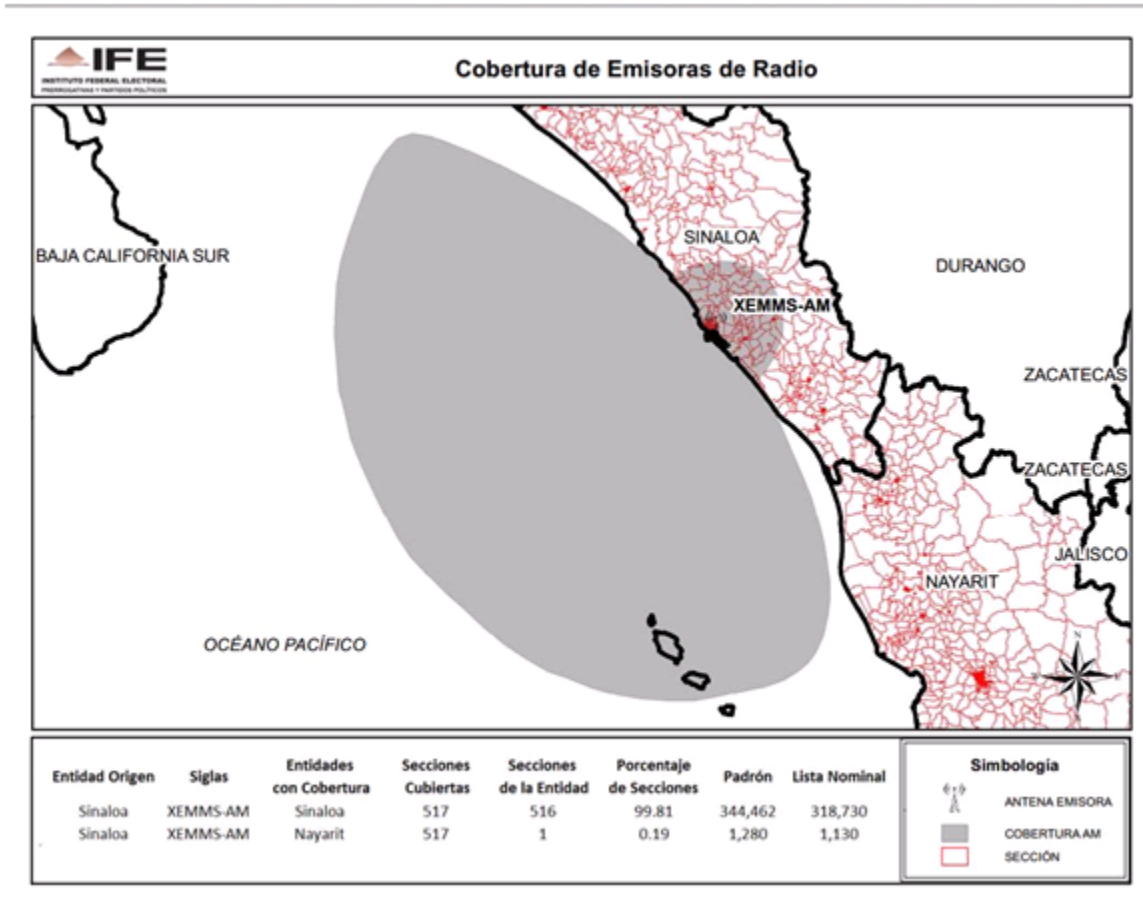 IFE
INSTITUTO FEDERAL ELECTORAL
PRERROGATIVAS Y PARTIDOS POLÍTICOS
Cobertura de Emisoras de Radio
SINALOA
BAJA CALIFORNIA SUR
DURANGO
XEMMS-AM
ZACATECAS
ZACATECAS
JALISCO
NAYARIT
OCÉANO PACÍFICO
N
Entidad Origen Siglas Entidades con Cobertura Secciones Cubiertas Secciones de la Entidad Porcentaje de Secciones Padrón Lista Nominal
Sinaloa XEMMS-AM Sinaloa 517 516 99.81 344,462 318,730
Sinaloa XEMMS-AM Nayarit 517 1 0.19 1,280 1,130
Simbología
ANTENA EMISORA
COBERTURA AM
SECCIÓN